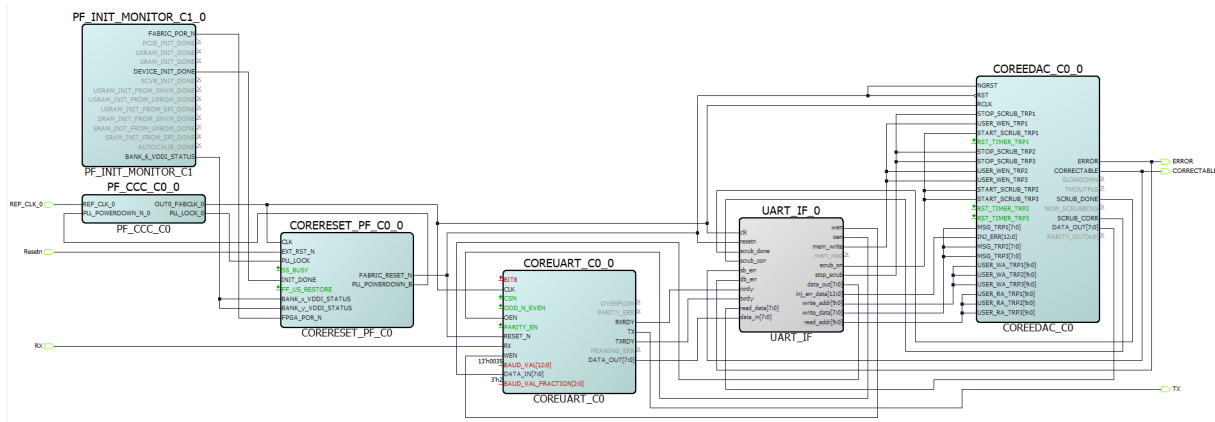 PF_INIT_MONITOR_C1_0
FABRIC_POR_N
PCIE_INIT_DONE
USRAM_INIT_DONE
SRAM_INIT_DONE
DEVICE_INIT_DONE
XCVR_INIT_DONE
USRAM_INIT_FROM_SNVM_DONE
USRAM_INIT_FROM_UPROM_DONE
USRAM_INIT_FROM_SPI_DONE
SRAM_INIT_FROM_SNVM_DONE
SRAM_INIT_FROM_UPROM_DONE
SRAM_INIT_FROM_SPI_DONE
AUTOCALIB_DONE
BANK_6_VDDI_STATUS
PF_INIT_MONITOR_C1
PF_CCC_C0_0
REF_CLK_0
REF_CLK_0
OUT0_FABCLK_0
PLL_POWERDOWN_N_0
PLL_LOCK_0
PF_CCC_C0
CORERESET_PF_C0_0
Resetn
CLK
EXT_RST_N
PLL_LOCK
SS_BUSY
INIT_DONE
FF_US_RESTORE
BANK_x_VDDI_STATUS
BANK_y_VDDI_STATUS
FPGA_POR_N
FABRIC_RESET_N
PLL_POWERDOWN_B
CORERESET_PF_C0
RX
COREUART_C0_0
BIT8
CLK
CSN
ODD_N_EVEN
OEN
PARITY_EN
RESET_N
RX
WEN
13'h0035
BAUD_VAL[12:0]
DATA_IN[7:0]
3'h2
BAUD_VAL_FRACTION[2:0]
OVERFLOW
PARITY_ERR
RXRDY
TX
TXRDY
FRAMING_ERR
DATA_OUT[7:0]
COREUART_C0
UART_IF_0
clk
resetn
scrub_done
scrub_corr
sb_err
db_err
rxrdy
txrdy
read_data[7:0]
data_in[7:0]
wen
oen
mem_write
mem_read
scrub_on
stop_scrub
data_out[7:0]
inj_err_data[12:0]
write_addr[9:0]
write_data[7:0]
read_addr[9:0]
UART_IF
COREEDAC_C0_0
NGRST
RST
RCLK
STOP_SCRUB_TRP1
USER_WEN_TRP1
START_SCRUB_TRP1
RST_TIMER_TRP1
STOP_SCRUB_TRP2
STOP_SCRUB_TRP3
USER_WEN_TRP2
USER_WEN_TRP3
START_SCRUB_TRP2
START_SCRUB_TRP3
RST_TIMER_TRP2
RST_TIMER_TRP3
MSG_TRP1[7:0]
INJ_ERR[12:0]
MSG_TRP2[7:0]
MSG_TRP3[7:0]
USER_WA_TRP1[9:0]
USER_WA_TRP2[9:0]
USER_WA_TRP3[9:0]
USER_RA_TRP1[9:0]
USER_RA_TRP2[9:0]
USER_RA_TRP3[9:0]
ERROR
CORRECTABLE
SLOWDOWN
TMOUTFLG
SCRUB_DONE
NOW_SCRUBBING
SCRUB_CORR
DATA_OUT[7:0]
PARITY_OUT[4:0]
COREEDAC_C0
ERROR
CORRECTABLE
TX